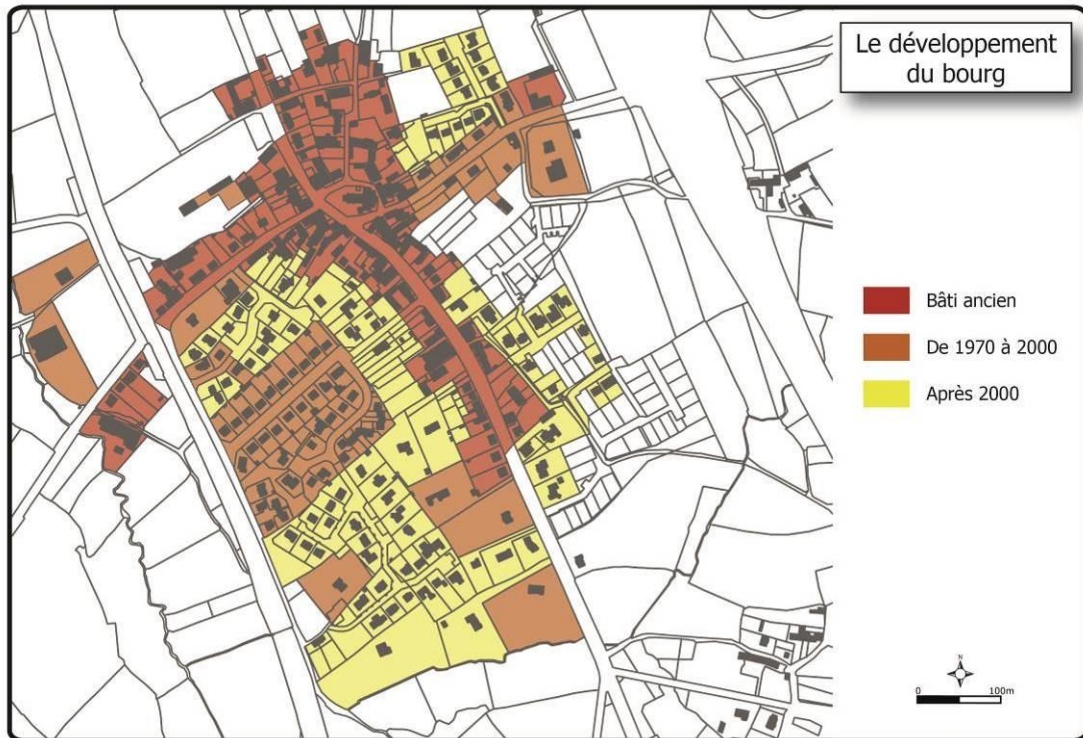 Le développement
du bourg
Bâti ancien
De 1970 à 2000
Après 2000
N
0 100m